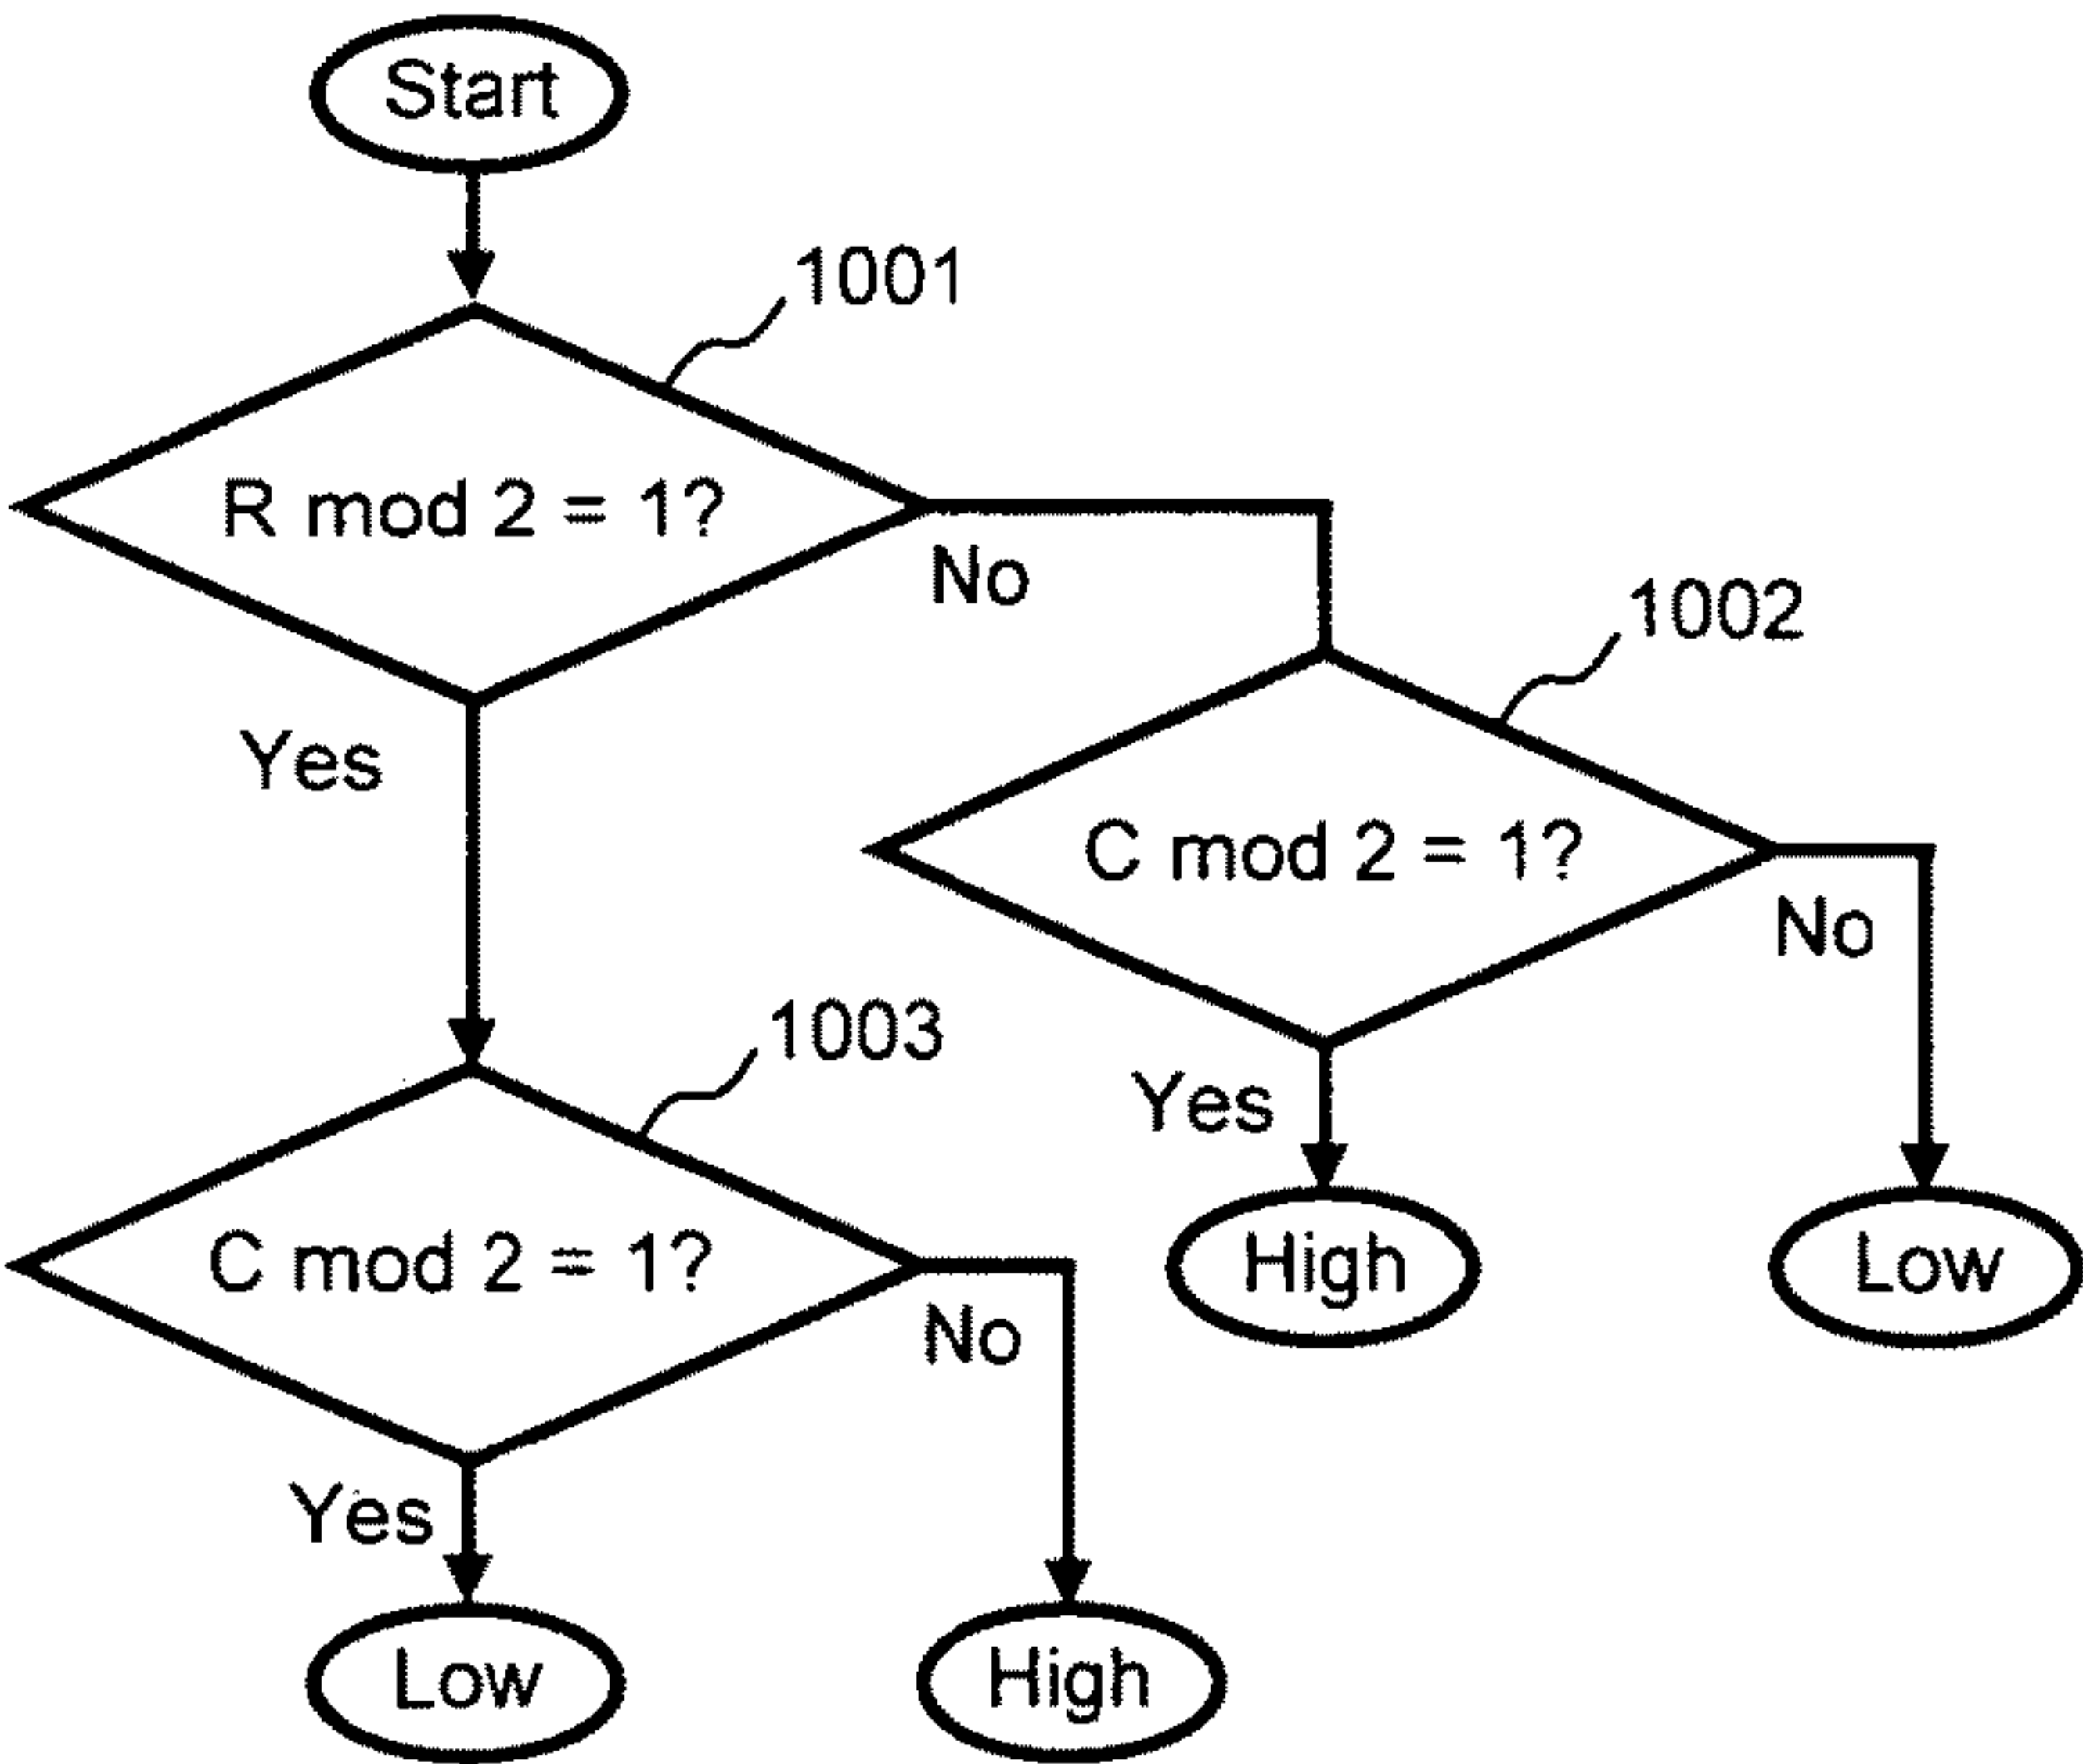 Start
1001
R mod 2 = 1?
No
1002
Yes
C mod 2 = 1?
No
1003
Yes
C mod 2 = 1?
High
Low
No
Yes
Low
High